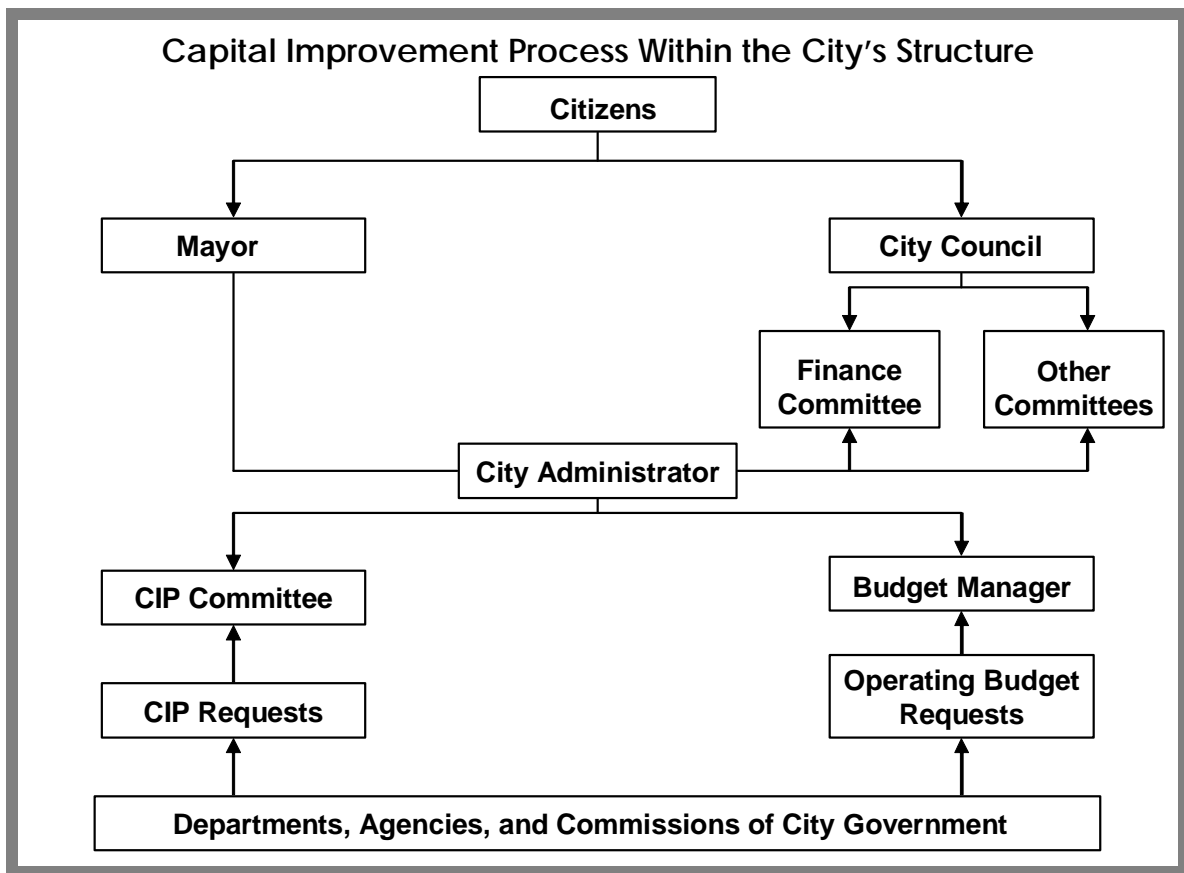 Capital Improvement Process Within the City's Structure
Citizens
Mayor
City Council
Finance
Committee
Other
Committees
City Administrator
CIP Committee
Budget Manager
CIP Requests
Operating Budget
Requests
Departments, Agencies, and Commissions of City Government